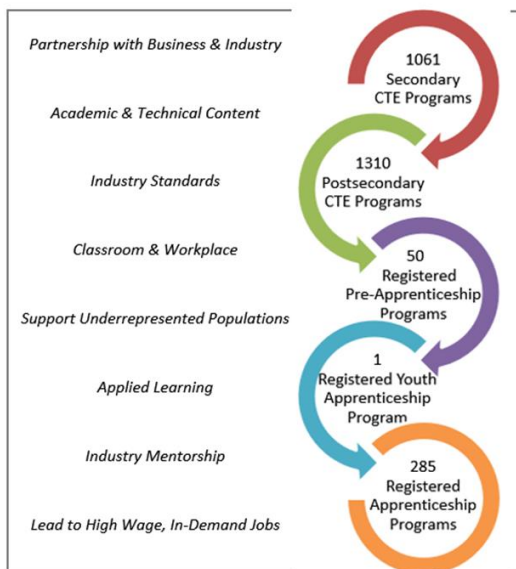 Partnership with Business & Industry
Academic & Technical Content
Industry Standards
Classroom & Workplace
Support Underrepresented Populations
Applied Learning
Industry Mentorship
Lead to High Wage, In-Demand Jobs
1061
Secondary
CTE Programs
1310
Postsecondary
CTE Programs
50
Registered
Pre-Apprenticeship
Programs
1
Registered Youth
Apprenticeship
Program
285
Registered
Apprenticeship
Programs